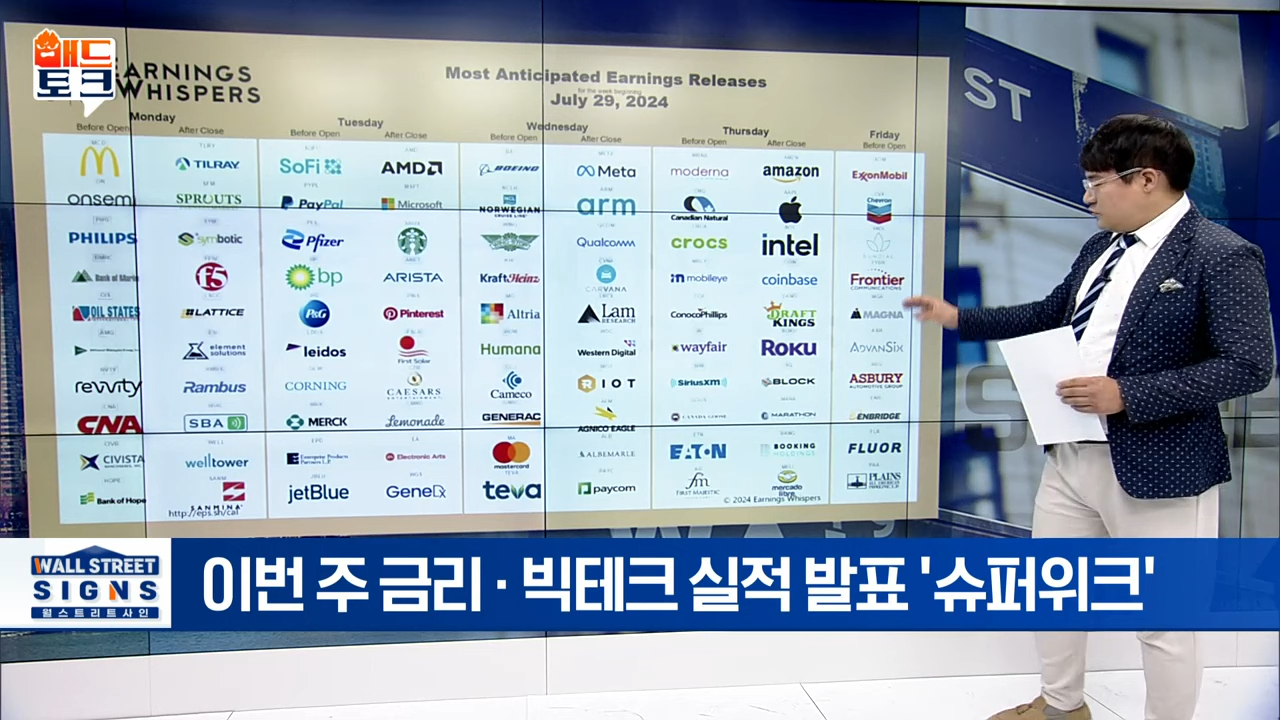 매드
토크
EARNINGS
WHISPERS
Most Anticipated Earnings Releases
for the week beginning
July 29, 2024
Monday
Tuesday
Wednesday
Thursday
Friday
Before Open
After Close
Before Open
After Close
Before Open
After Close
Before Open
After Close
Before Open
TILRAY
SoFi
AMD
BOEING
Meta
moderna
amazon
ExxonMobil
onsemi
SPROUTS
PayPal
Microsoft
NORWEGIAN
CRUISE LINE
arm
Canadian Natural
Chevron
PHILIPS
symbotic
Pfizer
Qualcomm
crocs
intel
Bank of Marin
f5
bp
ARISTA
KraftHeinz
CARVANA
mobileye
coinbase
Frontier
COMMUNICATIONS
OIL STATES
LATTICE
P&G
Pinterest
Altria
Lam
RESEARCH
ConocoPhillips
DRAFT
KINGS
MAGNA
element
solutions
leidos
First Solar
Humana
Western Digital
wayfair
ROKU
ADVANSIX
revvity
Rambus
CORNING
CAESARS
Cameco
RIOT
SiriusXM
BLOCK
ASBURY
AUTOMOTIVE GROUP
CNA
SBA
MERCK
Lemonade
GENERAC
AGNICO EAGLE
CANADA GOOSE
MARATHON
ENBRIDGE
CIVISTA
welltower
Enterprise Products
Partners L.P.
Electronic Arts
mastercard
ALBEMARLE
EATON
BOOKING
HOLDINGS
FLUOR
Bank of Hope
SANMINA
jetBlue
GeneDx
teva
paycom
fm
FIRST MAJESTIC
mercado
libre
PLAINS
http://eps.sh/cal
© 2024 Earnings Whispers
ST
WALL STREET
SIGNS
월스트리트사인
이번 주 금리·빅테크 실적 발표 '슈퍼위크'